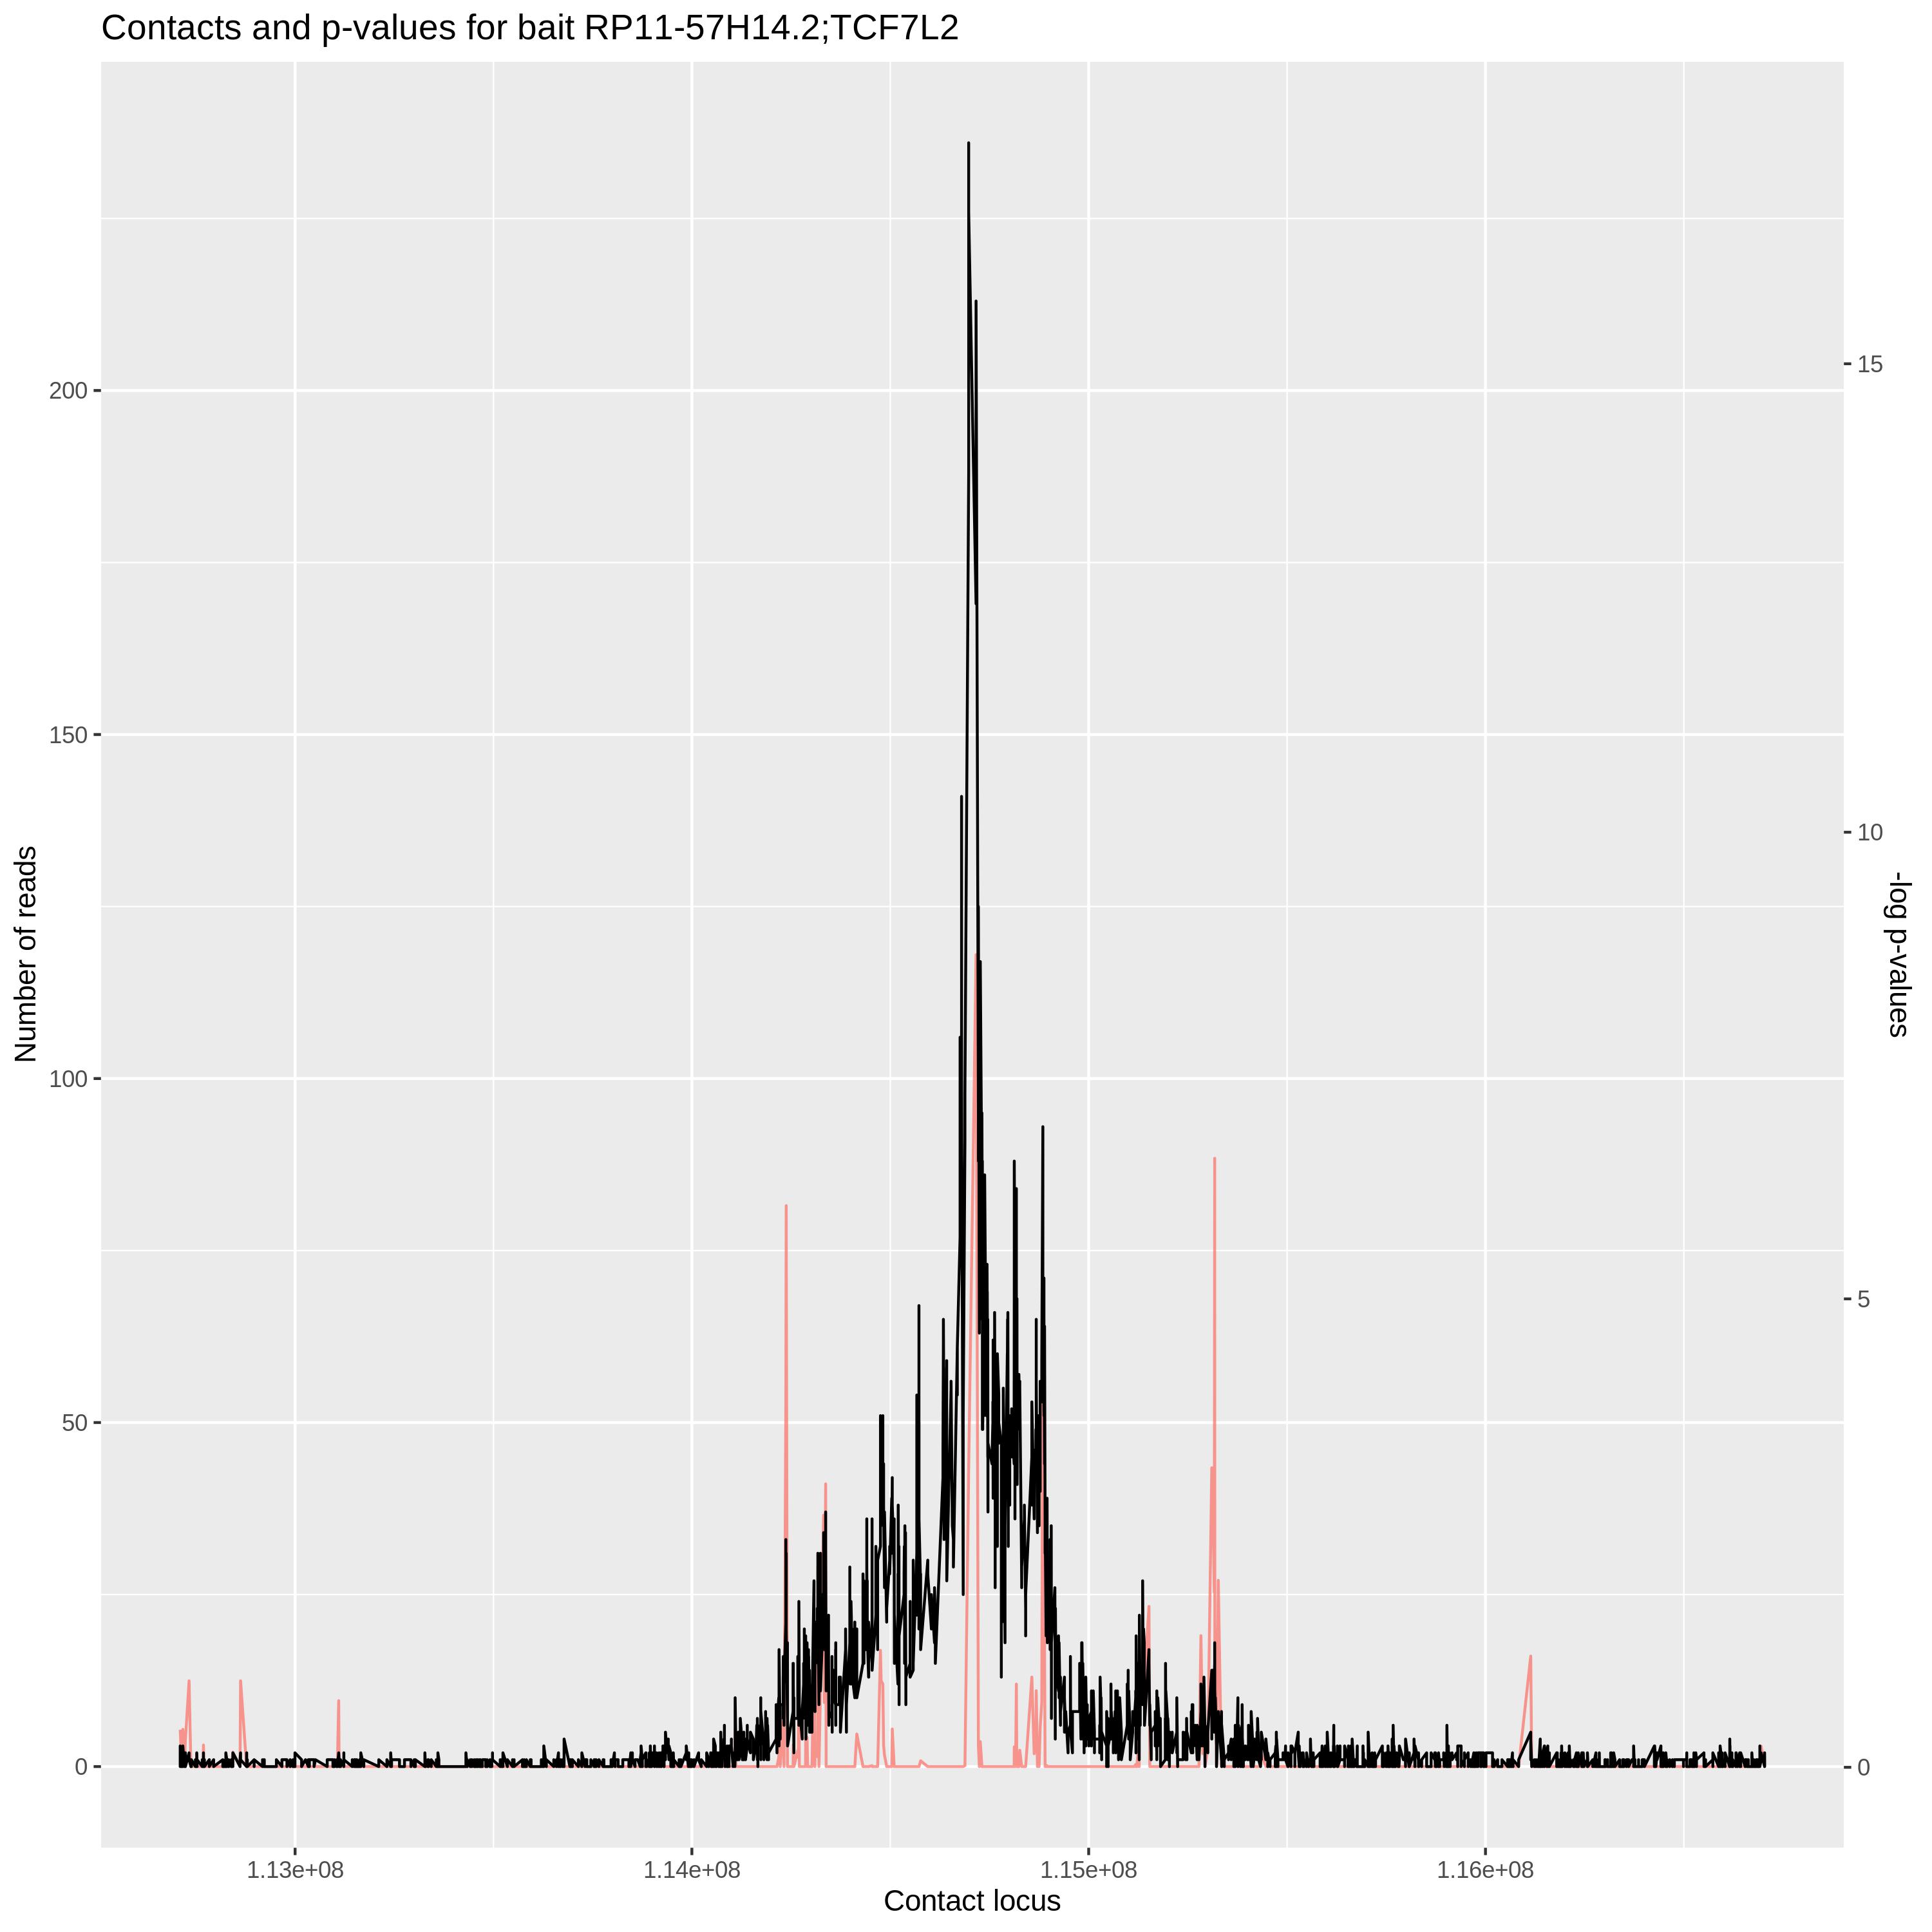 Contacts and p-values for bait RP11-57H14.2;TCF7L2
Number of reads
200
150
100
50
0
15
10
5
0
-log p-values
1.13e+08
1.14e+08
1.15e+08
1.16e+08
Contact locus